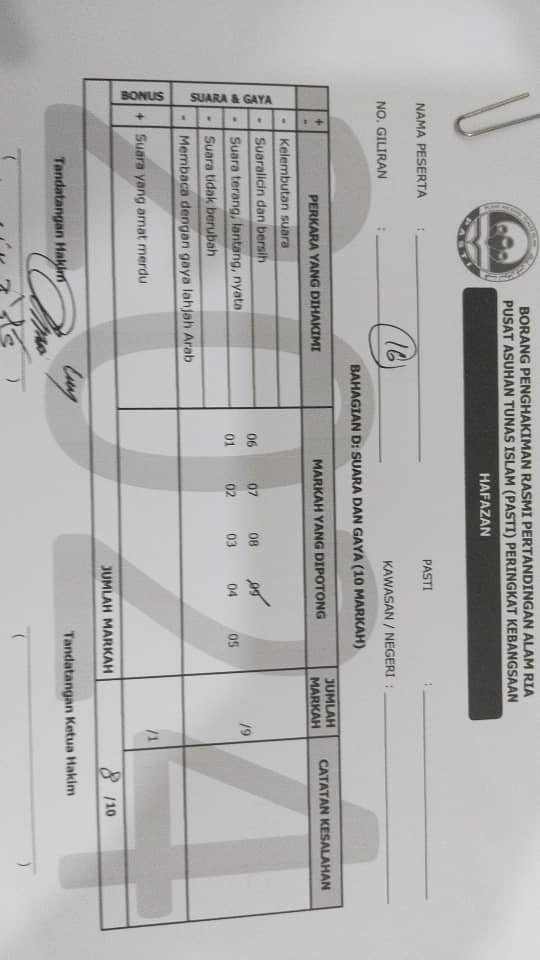 BORANG PENGHAKIMAN RASMI PERTANDINGAN ALAM RIA
PUSAT ASUHAN TUNAS ISLAM (PASTI) PERINGKAT KEBANGSAAN
HAFAZAN
PASTI
NAMA PESERTA : PASTI :
NO. GILIRAN : 16 KAWASAN / NEGERI :
BAHAGIAN D: SUARA DAN GAYA (10 MARKAH)
+ - PERKARA YANG DIHAKIMI MARKAH YANG DIPOTONG JUMLAH MARKAH CATATAN KESALAHAN
SUARA & GAYA
- Kelembutan suara
- Suaralicin dan bersih
06 07 08 09
- Suara terang, lantang, nyata /9
01 02 03 04 05
- Suara tidak berubah
- Membaca dengan gaya lahjah Arab
BONUS + Suara yang amat merdu /1
JUMLAH MARKAH 8 /10
2024
Tandatangan Hakim Tandatangan Ketua Hakim
( ) ( )